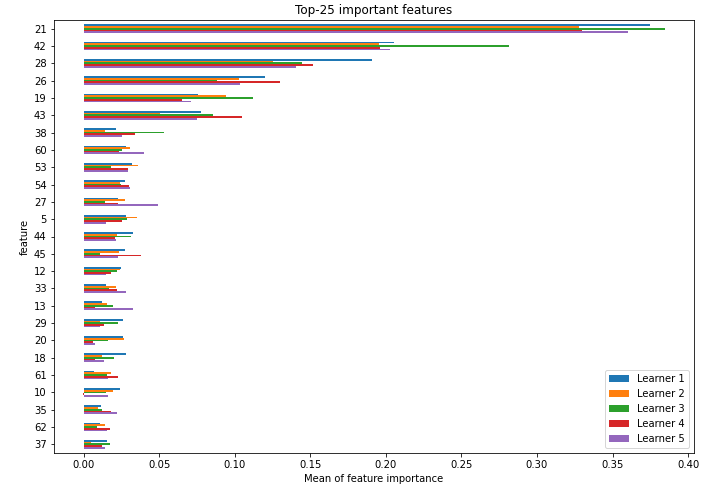 Top-25 important features
feature
21
42
28
26
19
43
38
60
53
54
27
5
44
45
12
33
13
29
20
18
61
10
35
62
37
Learner 1
Learner 2
Learner 3
Learner 4
Learner 5
0.00 0.05 0.10 0.15 0.20 0.25 0.30 0.35 0.40
Mean of feature importance